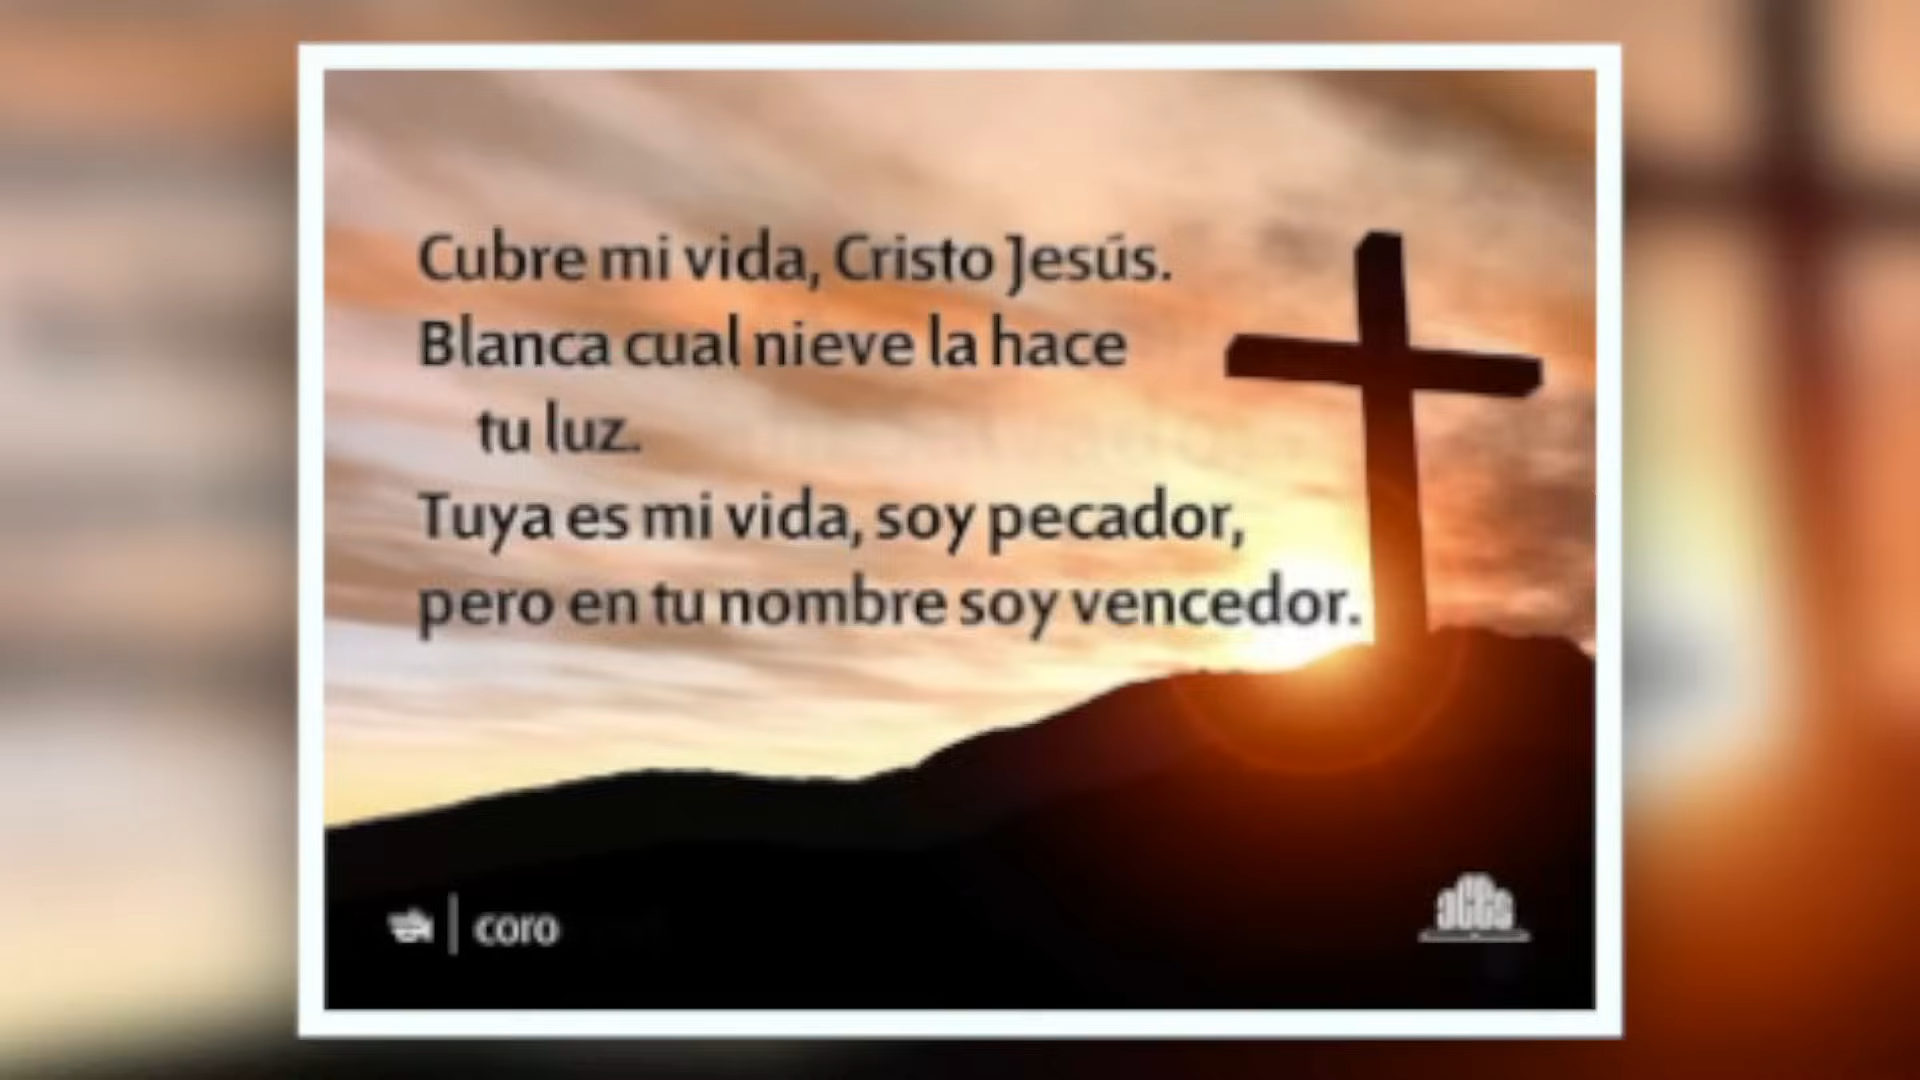 Cubre mi vida, Cristo Jesús.
Blanca cual nieve la hace
tu luz.
Tuya es mi vida, soy pecador,
pero en tu nombre soy vencedor.
coro
aces